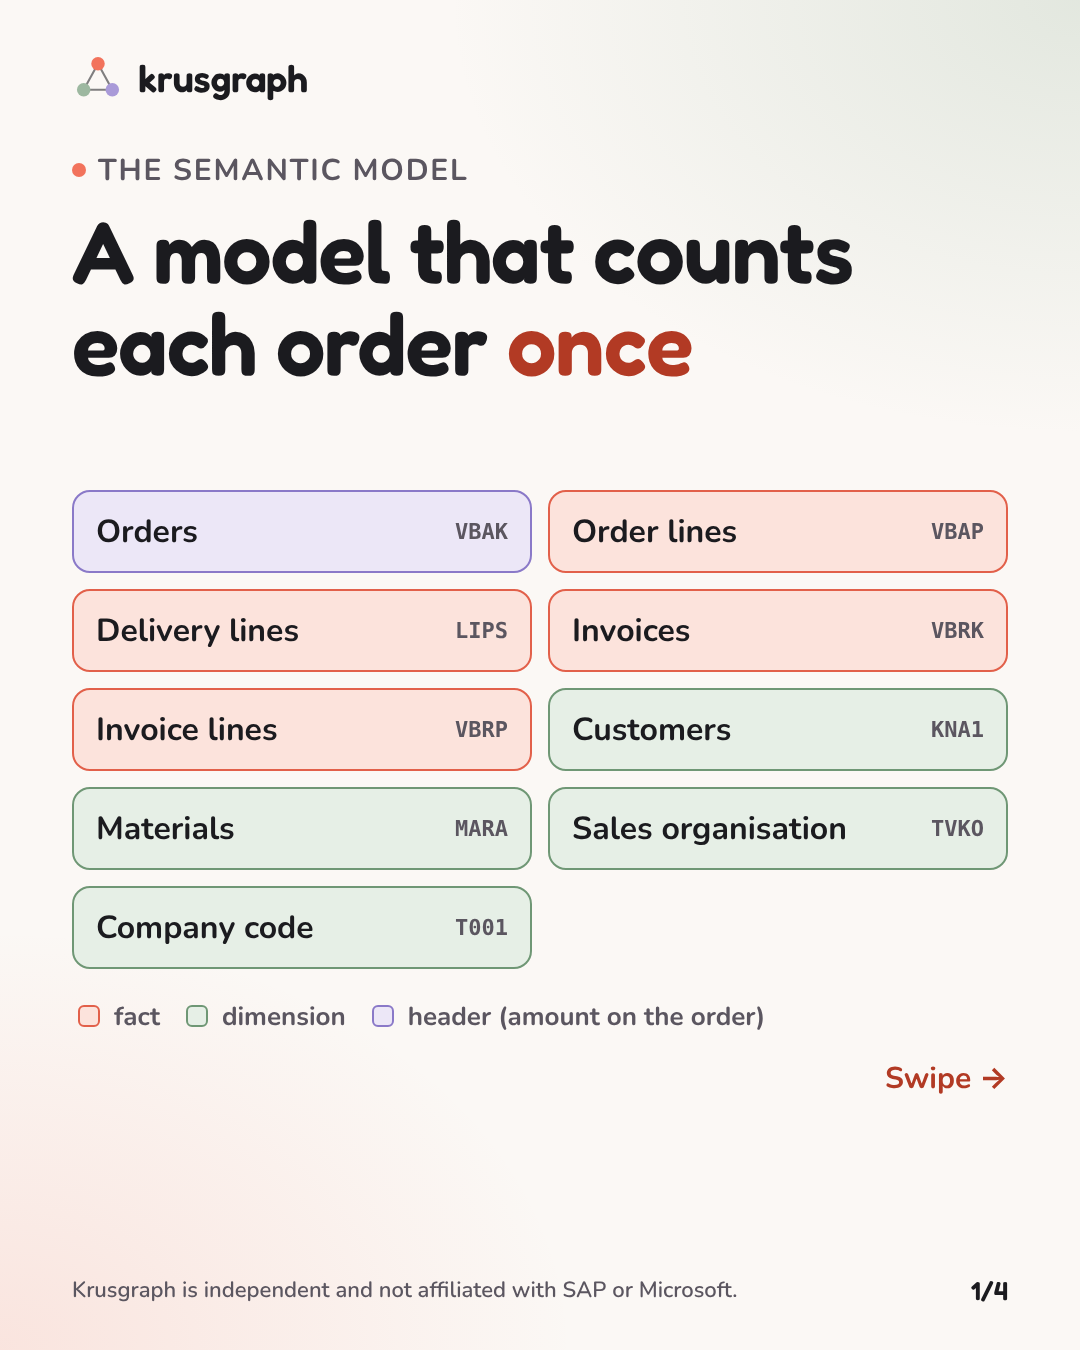 krusgraph
THE SEMANTIC MODEL
A model that counts
each order once
Orders VBAK
Order lines VBAP
Delivery lines LIPS
Invoices VBRK
Invoice lines VBRP
Customers KNA1
Materials MARA
Sales organisation TVKO
Company code T001
fact dimension header (amount on the order)
Swipe →
Krusgraph is independent and not affiliated with SAP or Microsoft.
1/4